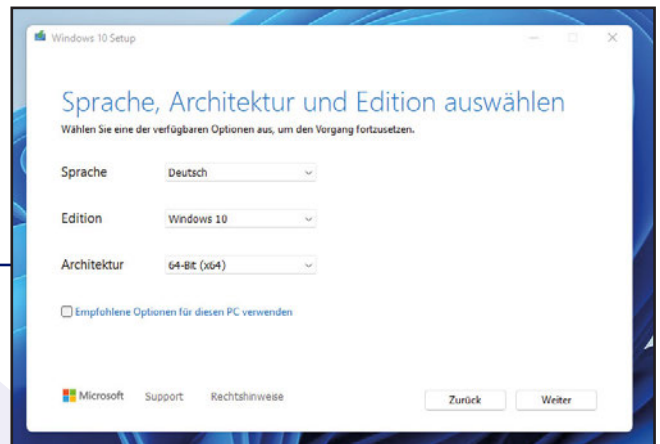 Windows 10 Setup
Sprache, Architektur und Edition auswählen
Wählen Sie eine der verfügbaren Optionen aus, um den Vorgang fortzusetzen.
Sprache Deutsch
Edition Windows 10
Architektur 64-Bit (x64)
Empfohlene Optionen für diesen PC verwenden
Microsoft Support Rechtshinweise Zurück Weiter